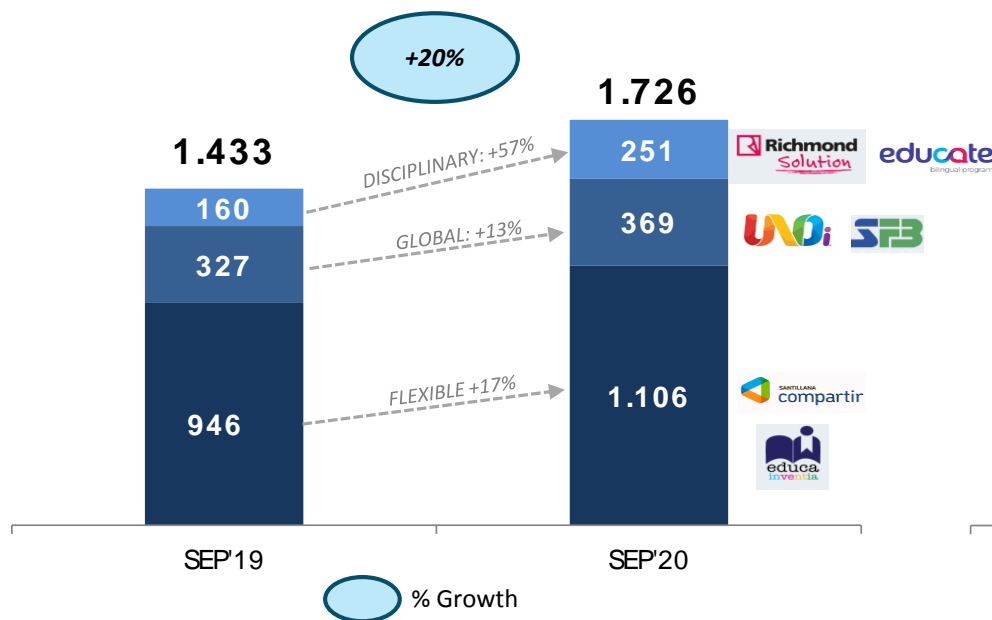 +20%
1.433
1.726
DISCIPLINARY: +57%
160
251
Richmond
Solution
educate
bilingual program
GLOBAL: +13%
327
369
UNOi
SFB
FLEXIBLE +17%
946
1.106
SANTILLANA
compartir
educa
inventia
SEP'19
SEP'20
% Growth